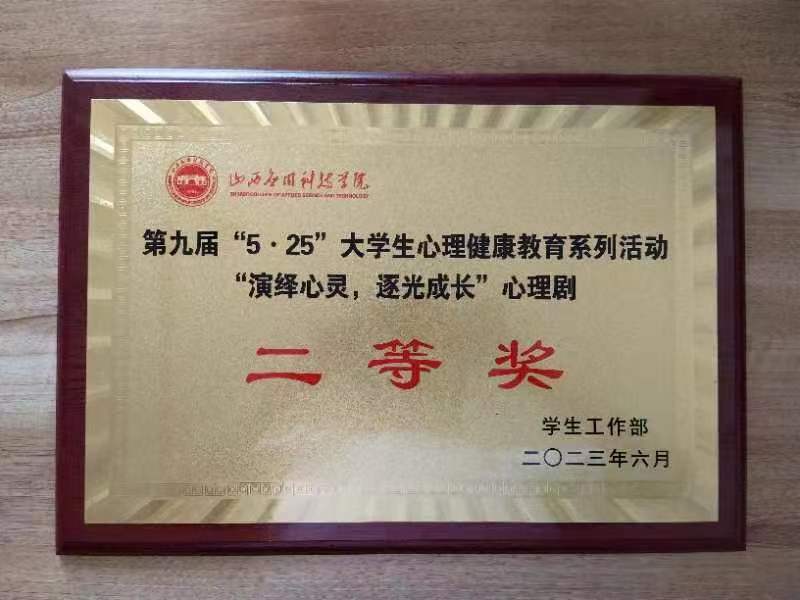 山西应用科技学院
第九届“5·25”大学生心理健康教育系列活动
“演绎心灵，逐光成长”心理剧
二等奖
学生工作部
二〇二三年六月